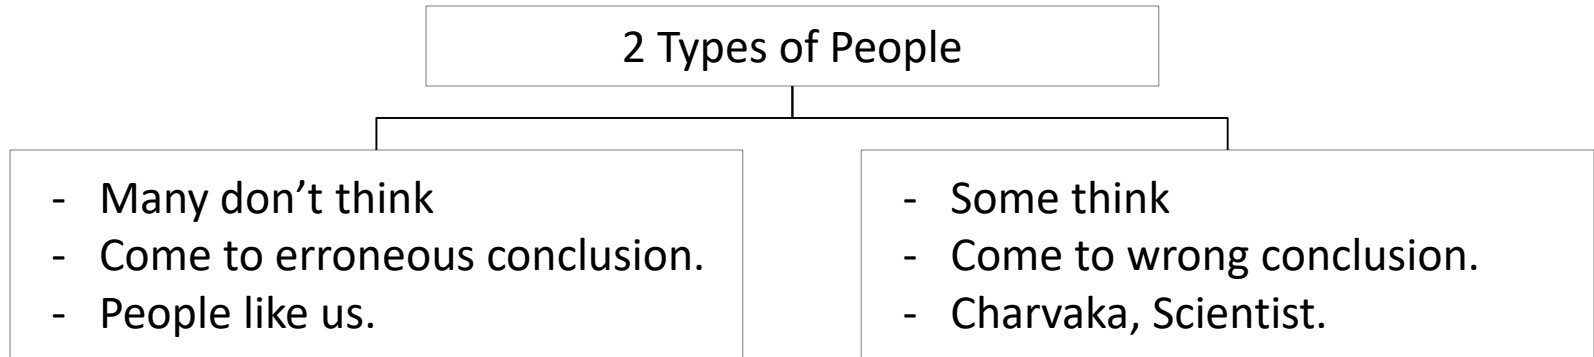 2 Types of People
- Many don’t think
- Come to erroneous conclusion.
- People like us.
- Some think
- Come to wrong conclusion.
- Charvaka, Scientist.